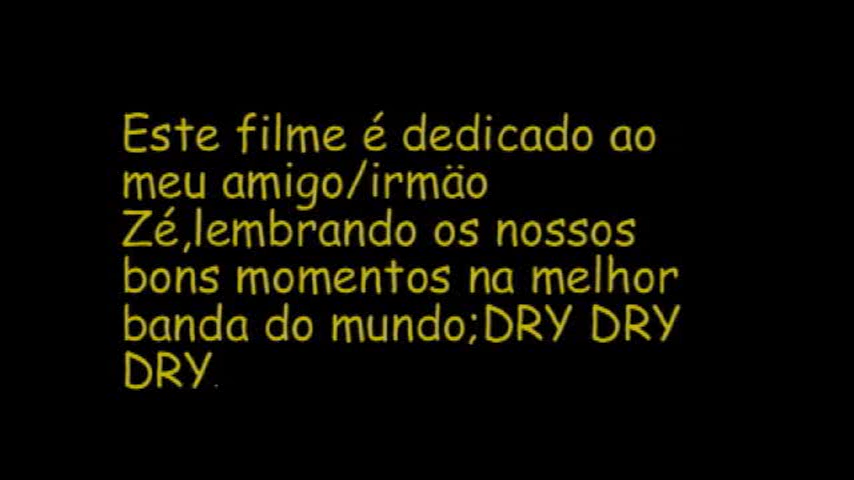 Este filme é dedicado ao
meu amigo/irmäo
Zé,lembrando os nossos
bons momentos na melhor
banda do mundo;DRY DRY
DRY.